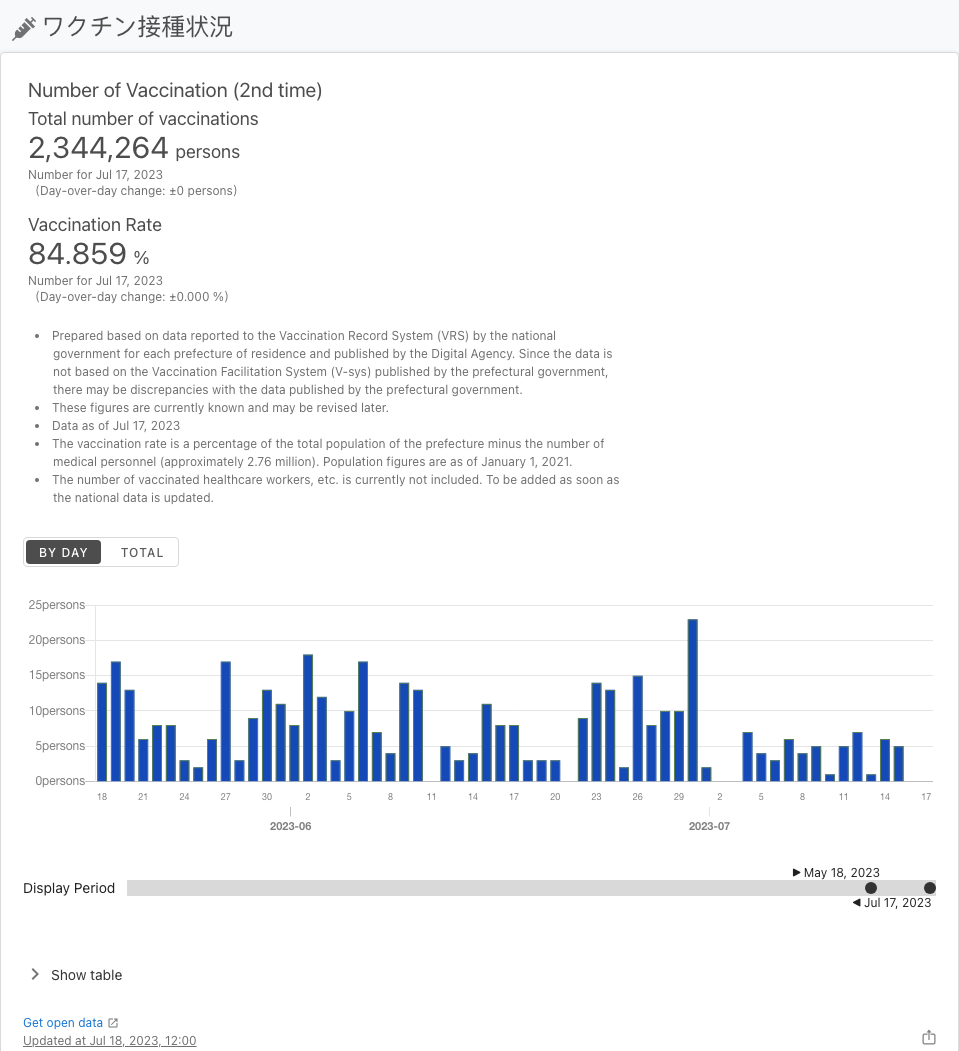 ワクチン接種状況
Number of Vaccination (2nd time)
Total number of vaccinations
2,344,264 persons
Number for Jul 17, 2023
(Day-over-day change: ±0 persons)
Vaccination Rate
84.859 %
Number for Jul 17, 2023
(Day-over-day change: ±0.000 %)
• Prepared based on data reported to the Vaccination Record System (VRS) by the national
government for each prefecture of residence and published by the Digital Agency. Since the data is
not based on the Vaccination Facilitation System (V-sys) published by the prefectural government,
there may be discrepancies with the data published by the prefectural government.
• These figures are currently known and may be revised later.
• Data as of Jul 17, 2023
• The vaccination rate is a percentage of the total population of the prefecture minus the number of
medical personnel (approximately 2.76 million). Population figures are as of January 1, 2021.
• The number of vaccinated healthcare workers, etc. is currently not included. To be added as soon as
the national data is updated.
BY DAY TOTAL
25persons
20persons
15persons
10persons
5persons
0persons
18 21 24 27 30 2 5 8 11 14 17 20 23 26 29 2 5 8 11 14 17
2023-06 2023-07
May 18, 2023
Display Period
Jul 17, 2023
Show table
Get open data
Updated at Jul 18, 2023, 12:00